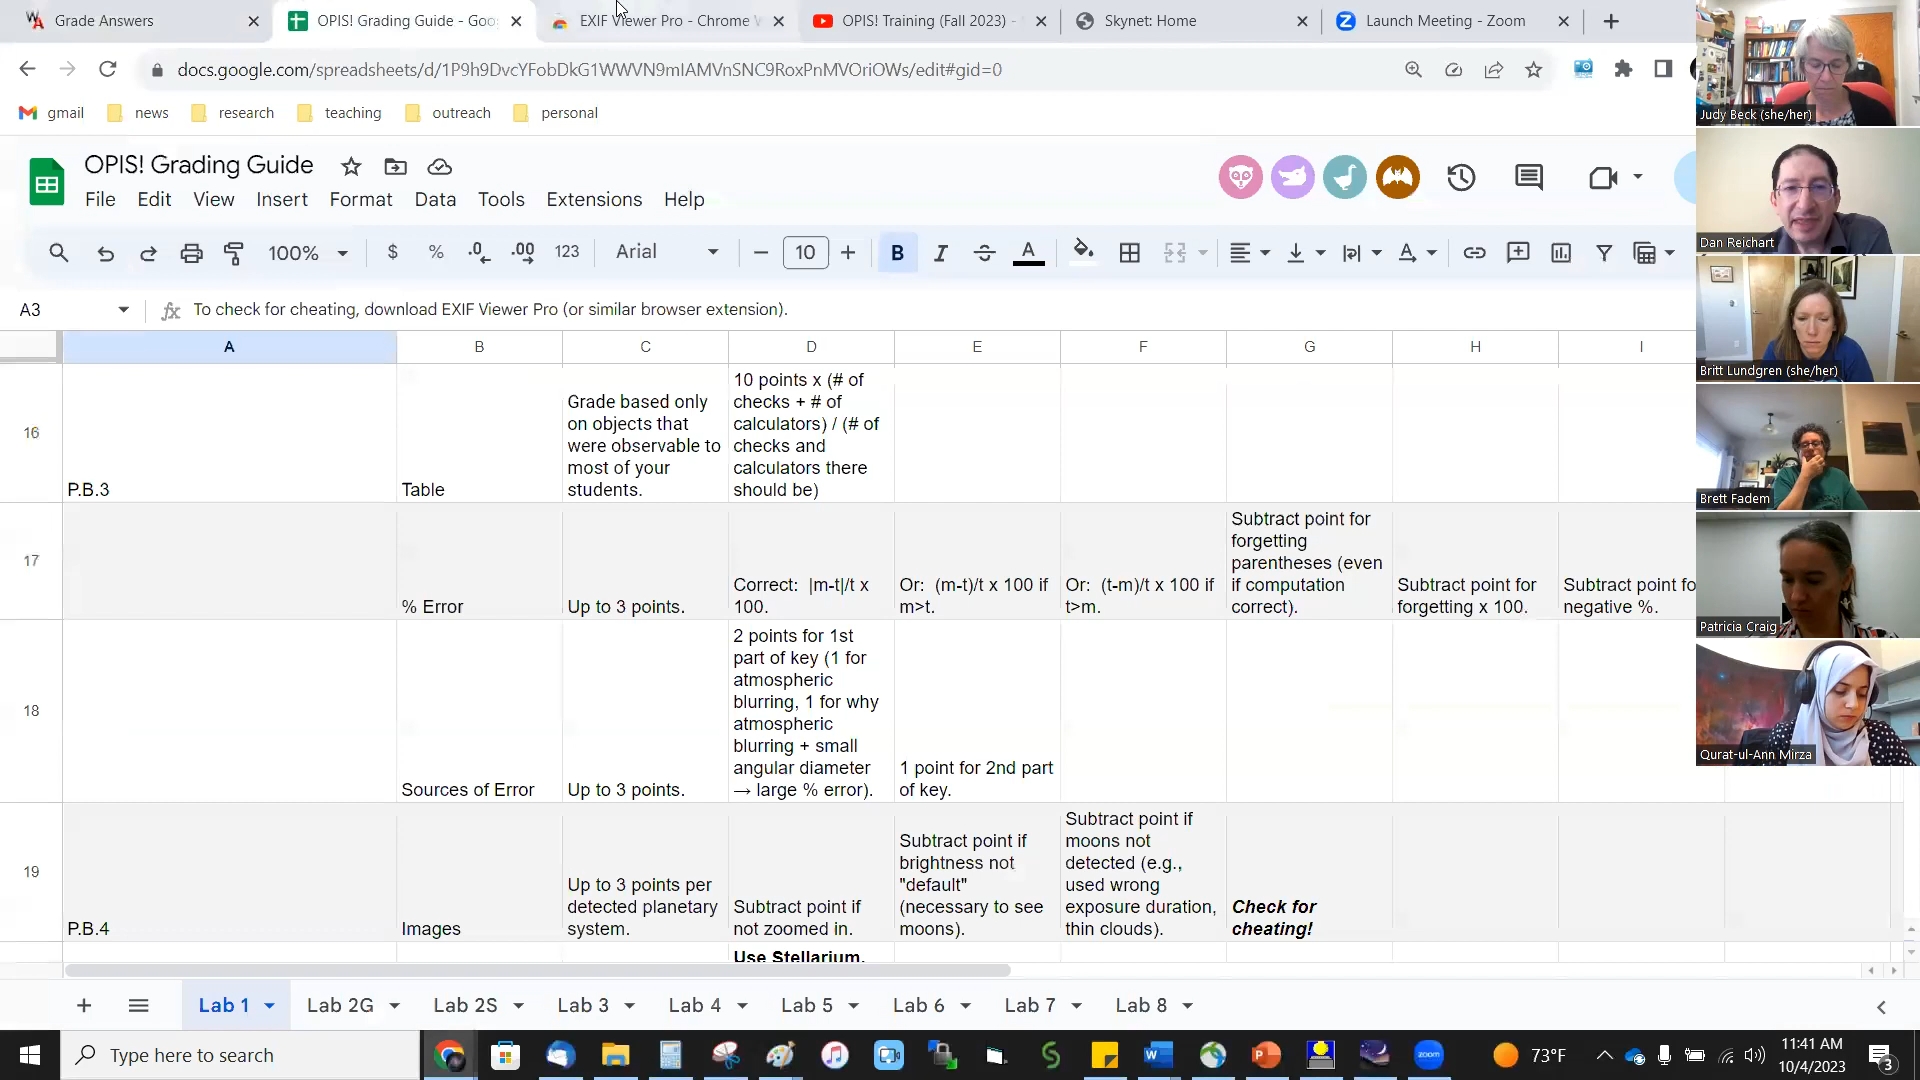 Grade Answers
OPIS! Grading Guide - Goo
EXIF Viewer Pro - Chrome W
OPIS! Training (Fall 2023) -
Skynet: Home
Launch Meeting - Zoom
docs.google.com/spreadsheets/d/1P9h9DvcYFobDkG1WWVN9mIAMVnSNC9RoxPnMVOriOWs/edit#gid=0
gmail
news
research
teaching
outreach
personal
OPIS! Grading Guide
File Edit View Insert Format Data Tools Extensions Help
100% $ % .0 .00 123 Arial 10 B I S A
A3
fx To check for cheating, download EXIF Viewer Pro (or similar browser extension).
A B C D E F G H I
16
P.B.3
Table
Grade based only
on objects that
were observable to
most of your
students.
10 points x (# of
checks + # of
calculators) / (# of
checks and
calculators there
should be)
17
% Error
Up to 3 points.
Correct: |m-t|/t x
100.
Or: (m-t)/t x 100 if
m>t.
Or: (t-m)/t x 100 if
t>m.
Subtract point for
forgetting
parentheses (even
if computation
correct).
Subtract point for
forgetting x 100.
Subtract point fo
negative %.
18
Sources of Error
Up to 3 points.
2 points for 1st
part of key (1 for
atmospheric
blurring, 1 for why
atmospheric
blurring + small
angular diameter
→ large % error).
1 point for 2nd part
of key.
19
P.B.4
Images
Up to 3 points per
detected planetary
system.
Subtract point if
not zoomed in.
Subtract point if
brightness not
"default"
(necessary to see
moons).
Subtract point if
moons not
detected (e.g.,
used wrong
exposure duration,
thin clouds).
Check for
cheating!
Use Stellarium.
Lab 1 Lab 2G Lab 2S Lab 3 Lab 4 Lab 5 Lab 6 Lab 7 Lab 8
Judy Beck (she/her)
Dan Reichart
Britt Lundgren (she/her)
Brett Fadem
Patricia Craig
Qurat-ul-Ann Mirza
Type here to search
zoom
73°F
11:41 AM
10/4/2023
3